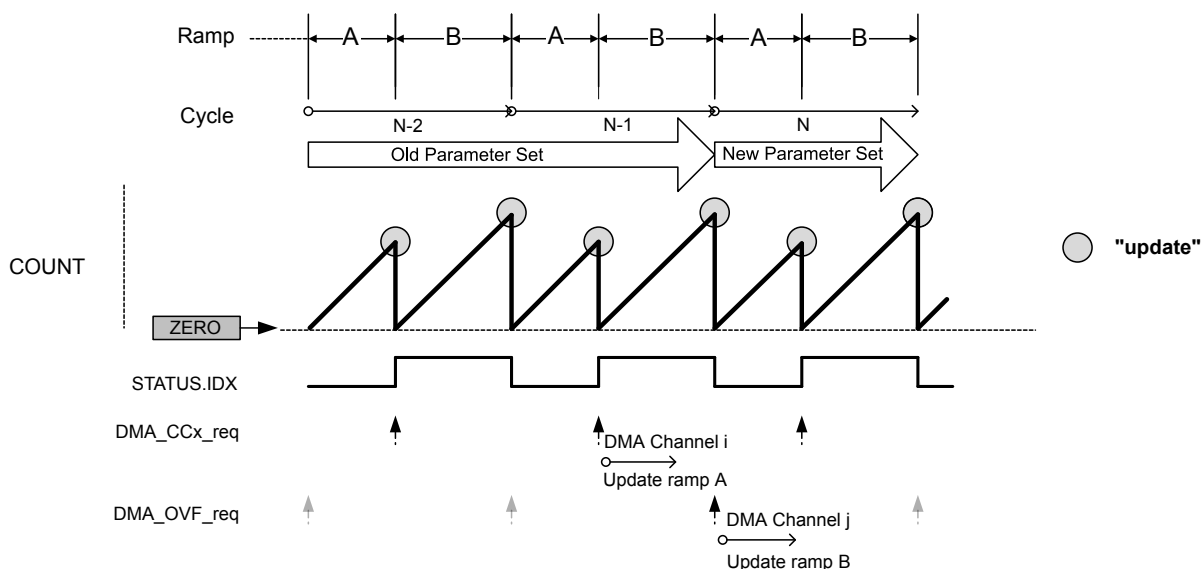 Ramp A B A B A B
Cycle
N-2 N-1 N
Old Parameter Set New Parameter Set
COUNT "update"
ZERO
STATUS.IDX
DMA_CCx_req
DMA Channel i
Update ramp A
DMA_OVF_req
DMA Channel j
Update ramp B